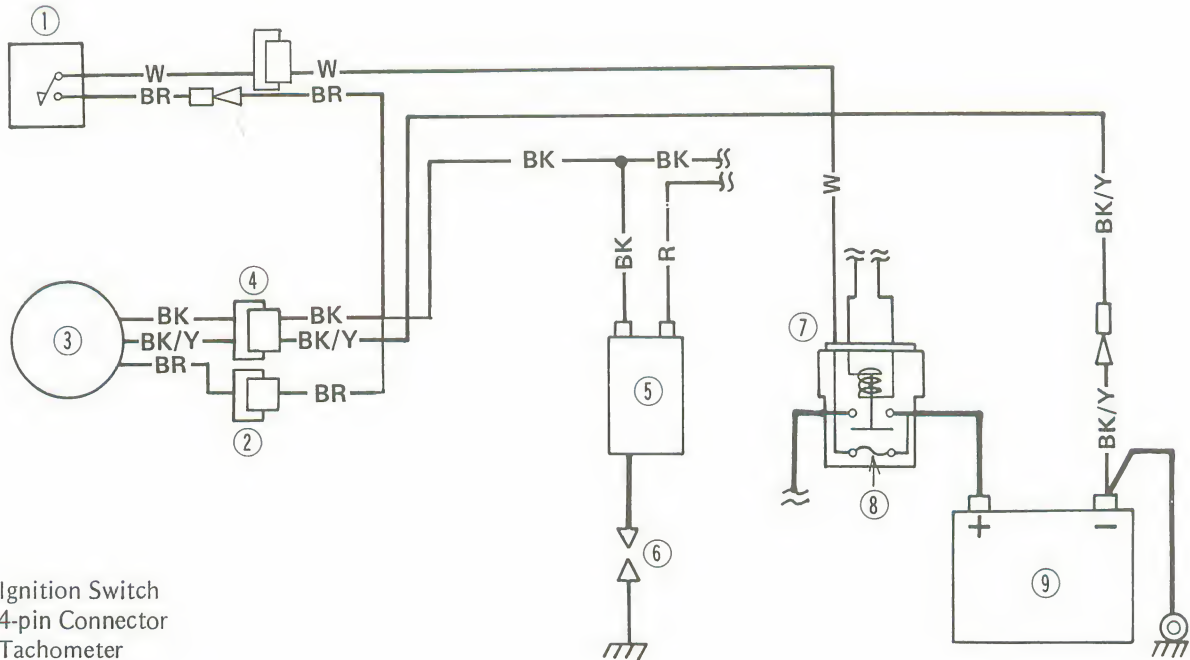 1
W W
BR BR
BK BK
W
BK/Y
BK R
4
BK BK
3 BK/Y BK/Y
BR BR
2
7
5
BK/Y
8
6
+ −
9
Ignition Switch
4-pin Connector
Tachometer